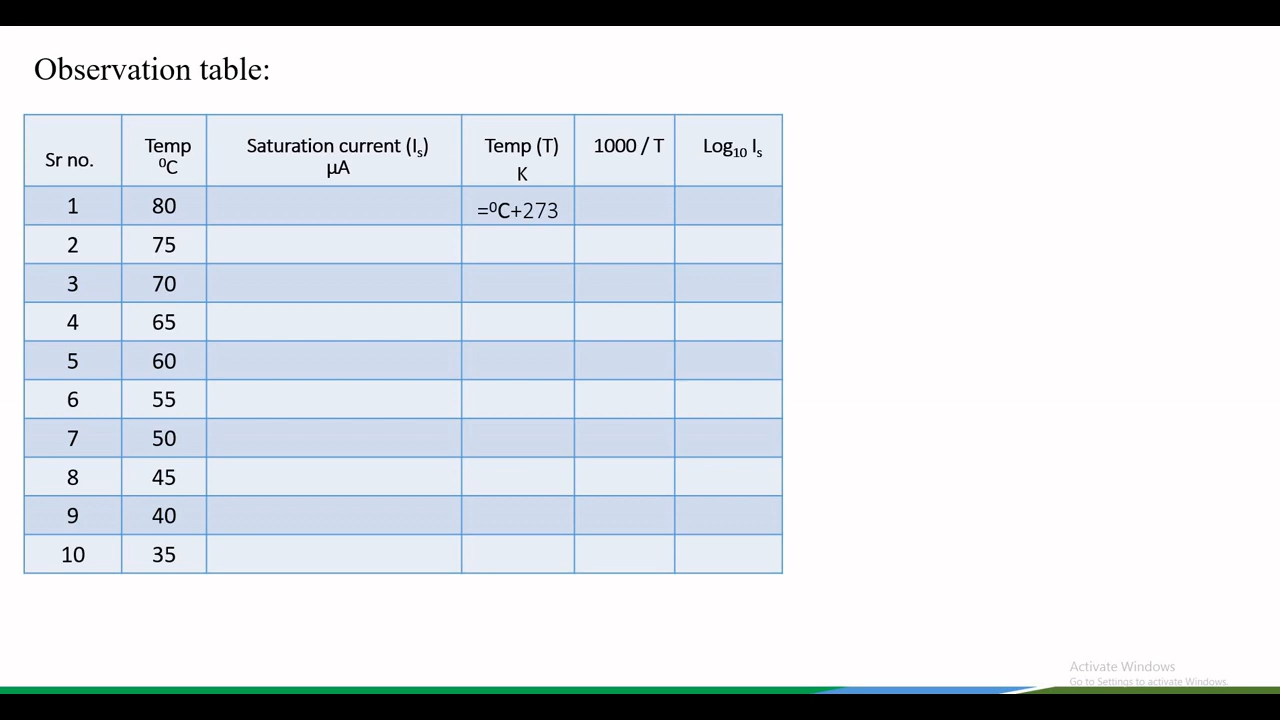 Observation table:
Sr no. Temp ⁰C Saturation current (Iₛ) µA Temp (T) K 1000 / T Log₁₀ Iₛ
1 80 =⁰C+273
2 75
3 70
4 65
5 60
6 55
7 50
8 45
9 40
10 35
Activate Windows
Go to Settings to activate Windows.